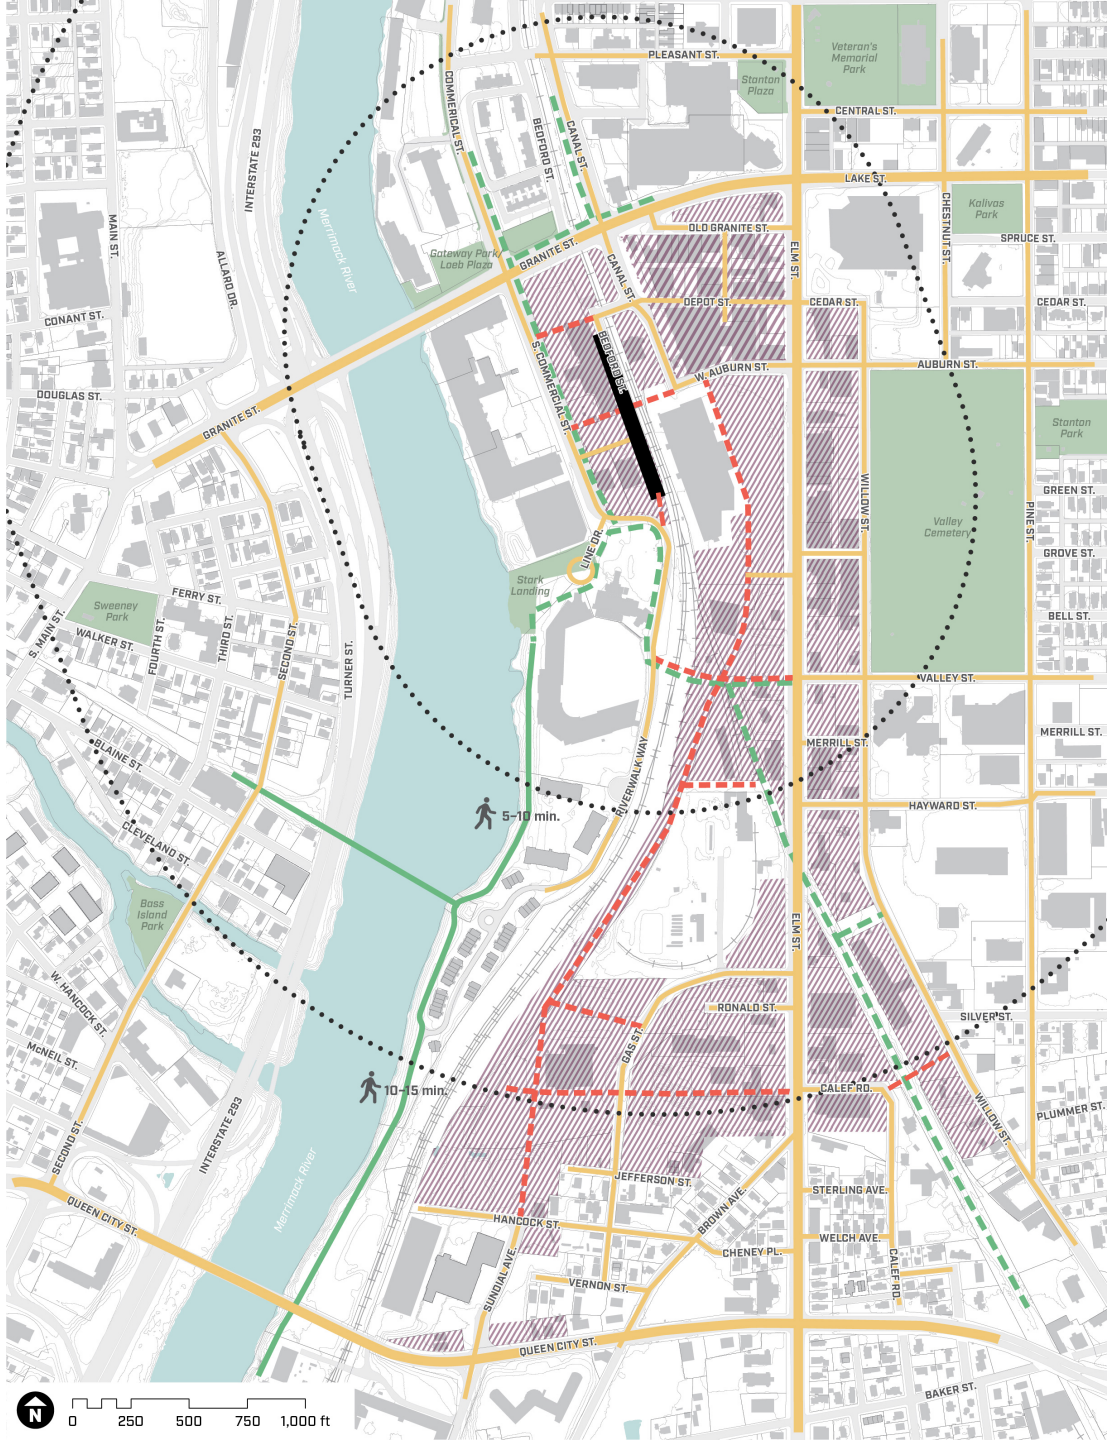 PLEASANT ST.
Veteran's
Memorial
Park
Stanton
Plaza
COMMERICAL ST.
CENTRAL ST.
BEDFORD ST.
CANAL ST.
INTERSTATE 293
LAKE ST.
MAIN ST.
Merrimack River
CHESTNUT ST.
Kalivas
Park
OLD GRANITE ST.
SPRUCE ST.
ALLARD DR.
Gateway Park/
Loeb Plaza
GRANITE ST.
CANAL ST.
ELM ST.
DEPOT ST.
CEDAR ST.
CEDAR ST.
CONANT ST.
BEDFORD ST.
S. COMMERCIAL ST.
W. AUBURN ST.
AUBURN ST.
DOUGLAS ST.
GRANITE ST.
Stanton
Park
WILLOW ST.
GREEN ST.
PINE ST.
Valley
Cemetery
LINE DR.
GROVE ST.
Stark
Landing
FERRY ST.
Sweeney
Park
BELL ST.
S. MAIN ST.
WALKER ST.
FOURTH ST.
THIRD ST.
SECOND ST.
TURNER ST.
VALLEY ST.
MERRILL ST.
MERRILL ST.
BLAINE ST.
RIVERWALK WAY
HAYWARD ST.
5-10 min.
CLEVELAND ST.
Bass
Island
Park
ELM ST.
W. HANCOCK ST.
RONALD ST.
SILVER ST.
GAS ST.
McNEIL ST.
10-15 min.
CALEF RD.
WILLOW ST.
PLUMMER ST.
INTERSTATE 293
SECOND ST.
Merrimack River
JEFFERSON ST.
STERLING AVE.
BROWN AVE.
QUEEN CITY ST.
HANCOCK ST.
WELCH AVE.
CHENEY PL.
CALEF RD.
SUNDIAL AVE.
VERNON ST.
QUEEN CITY ST.
BAKER ST.
N
0 250 500 750 1,000 ft